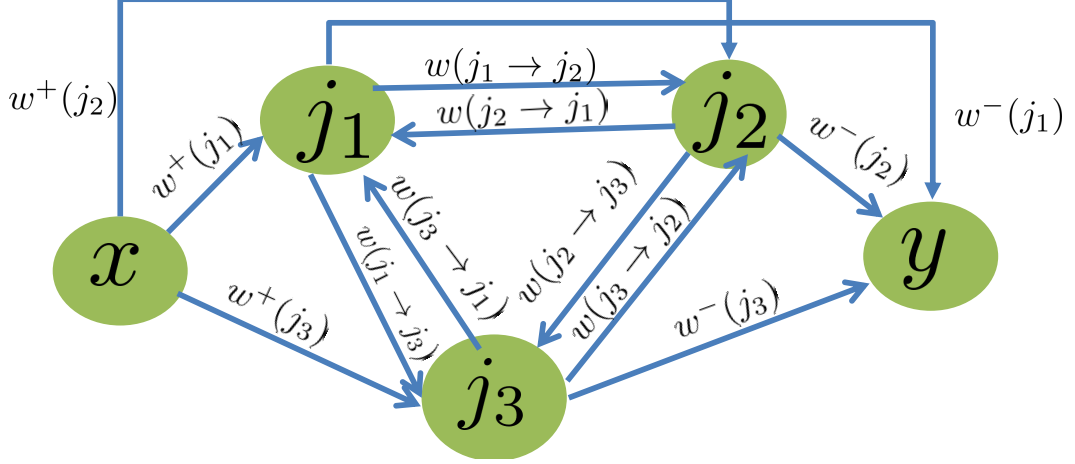 w(j₁ → j₂)
w⁺(j₂)
j₁
w(j₂ → j₁)
j₂
w⁻(j₁)
w⁺(j₁)
w⁻(j₂)
w(j₃ → j₁)
w(j₂ → j₃)
x
w(j₁ → j₃)
w(j₃ → j₂)
y
w⁺(j₃)
w⁻(j₃)
j₃